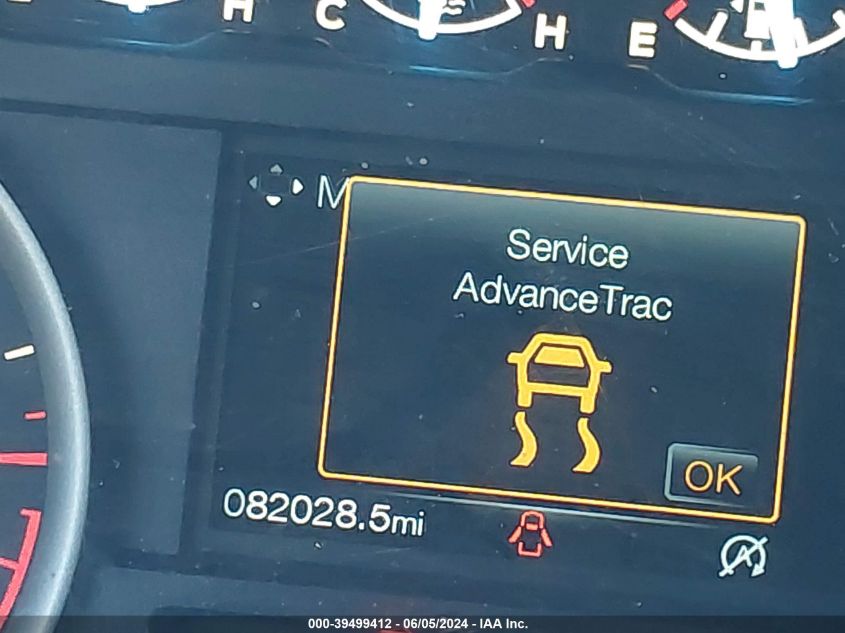 H C H E
M
Service
AdvanceTrac
OK
082028.5mi
A
000-39499412 - 06/05/2024 - IAA Inc.